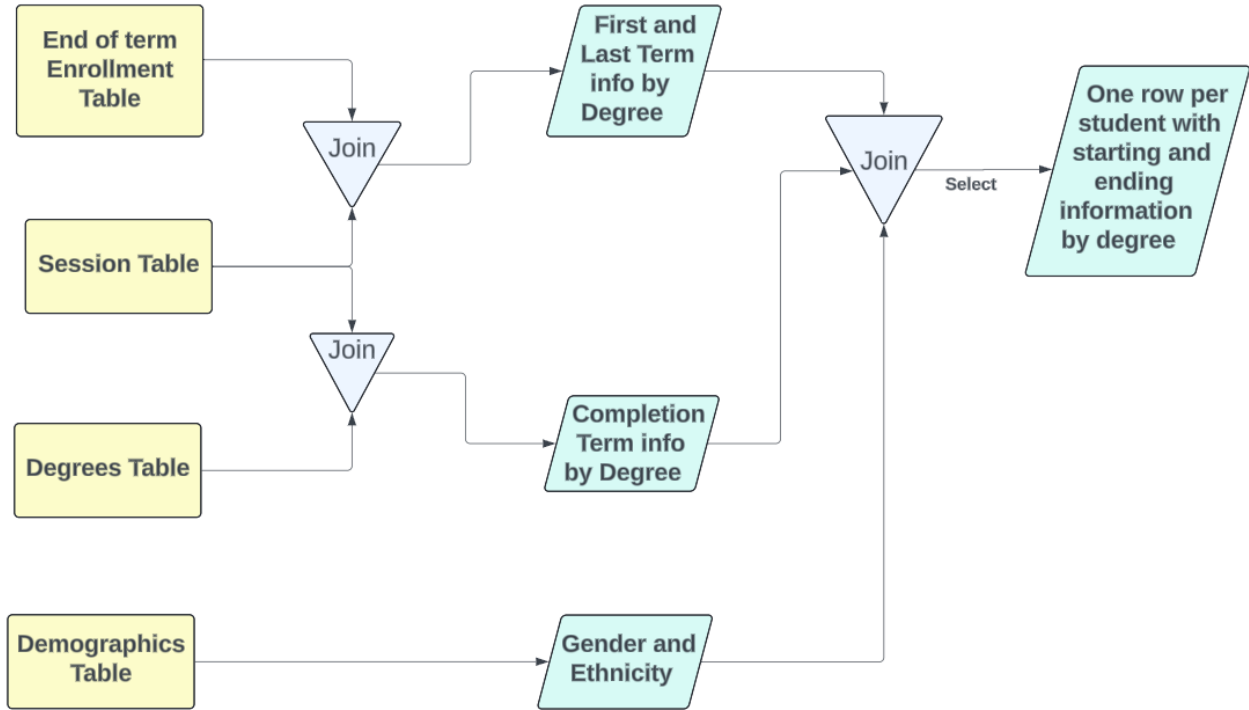 End of term
Enrollment
Table
Join
First and
Last Term
info by
Degree
Join
Select
One row per
student with
starting and
ending
information
by degree
Session Table
Join
Completion
Term info
by Degree
Degrees Table
Demographics
Table
Gender and
Ethnicity